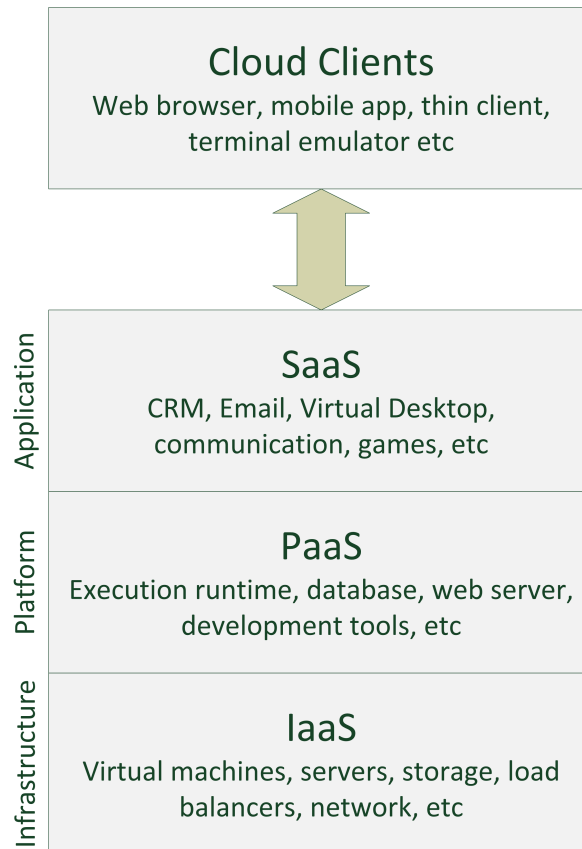 Cloud Clients
Web browser, mobile app, thin client,
terminal emulator etc
Application
SaaS
CRM, Email, Virtual Desktop,
communication, games, etc
Platform
PaaS
Execution runtime, database, web server,
development tools, etc
Infrastructure
IaaS
Virtual machines, servers, storage, load
balancers, network, etc